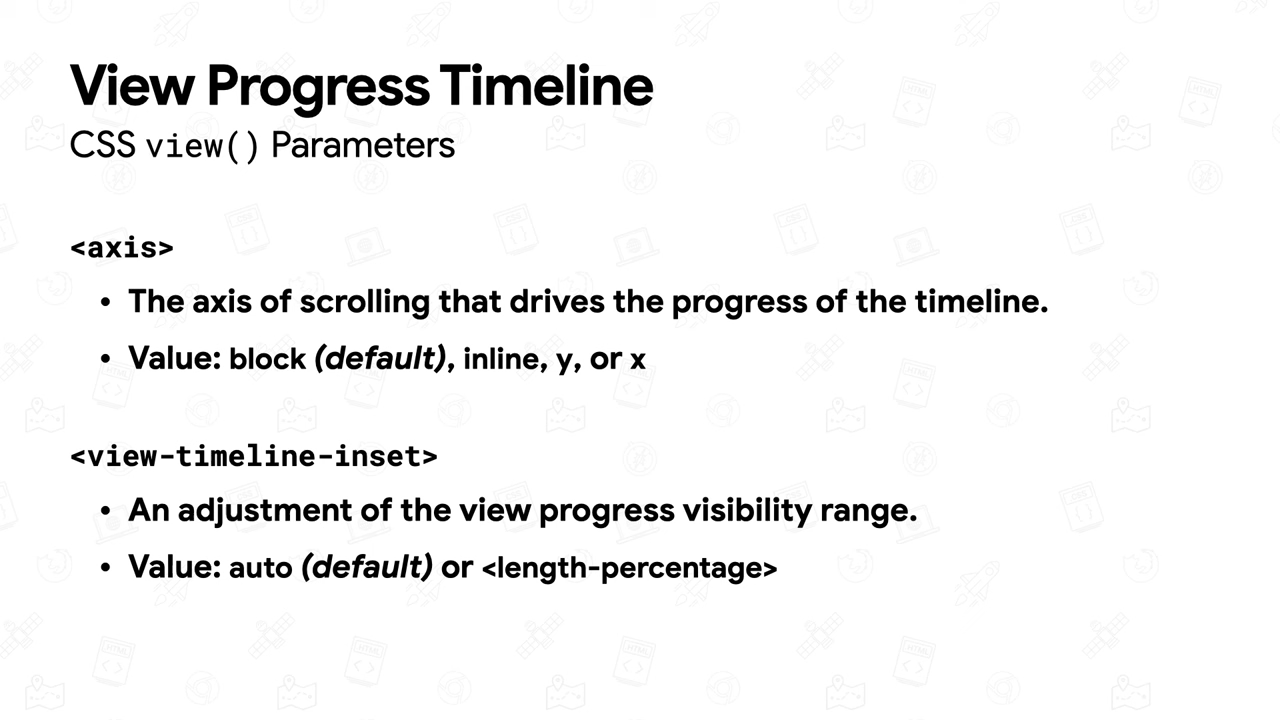 View Progress Timeline
CSS view() Parameters
<axis>
• The axis of scrolling that drives the progress of the timeline.
• Value: block (default), inline, y, or x
<view-timeline-inset>
• An adjustment of the view progress visibility range.
• Value: auto (default) or <length-percentage>